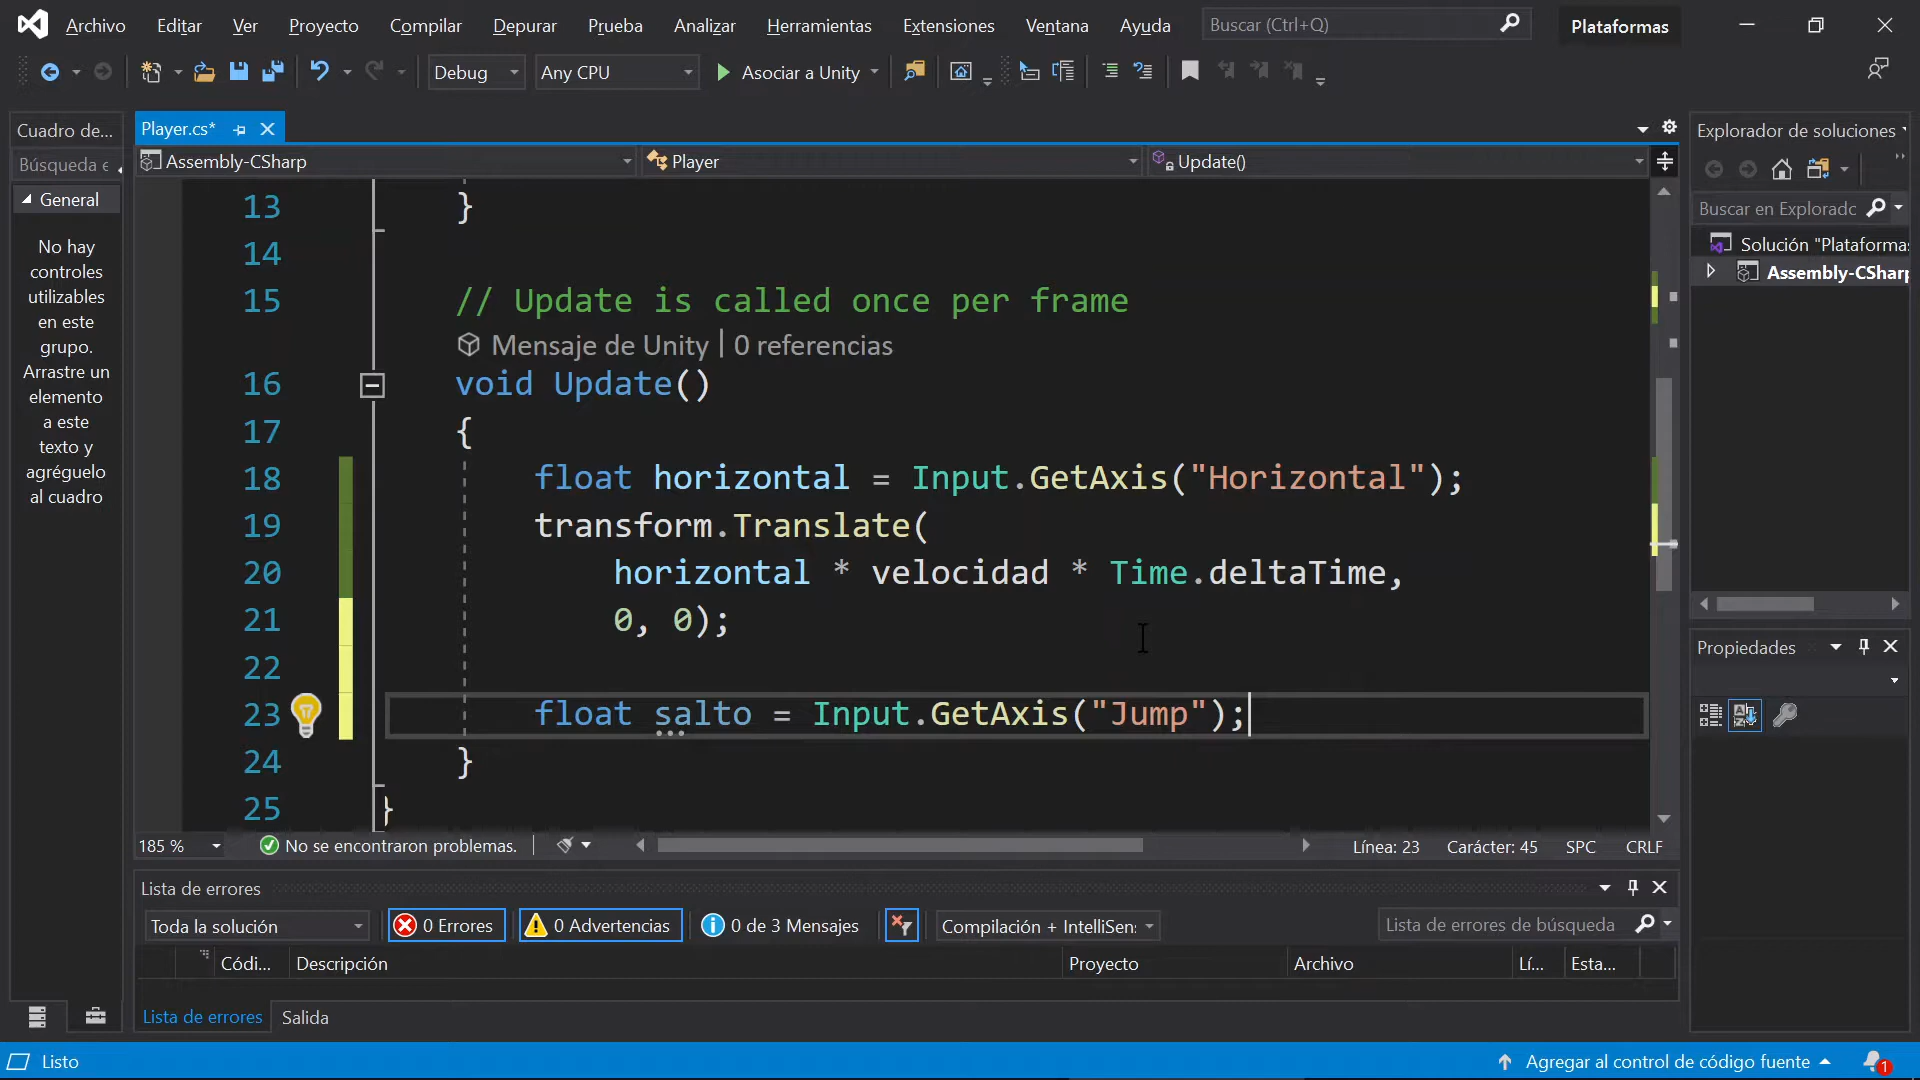 Archivo Editar Ver Proyecto Compilar Depurar Prueba Analizar Herramientas Extensiones Ventana Ayuda Buscar (Ctrl+Q) Plataformas
Debug Any CPU Asociar a Unity
Cuadro de...
Player.cs*
Explorador de soluciones
Búsqueda e
Assembly-CSharp Player Update()
General
No hay
controles
utilizables
en este
grupo.
Arrastre un
elemento
a este
texto y
agréguelo
al cuadro
13 }
14
15 // Update is called once per frame
Mensaje de Unity | 0 referencias
16 void Update()
17 {
18 float horizontal = Input.GetAxis("Horizontal");
19 transform.Translate(
20 horizontal * velocidad * Time.deltaTime,
21 0, 0);
22
23 float salto = Input.GetAxis("Jump");
24 }
25 }
Buscar en Explorado
Solución "Plataformas
Assembly-CSharp
Propiedades
185 % No se encontraron problemas. Línea: 23 Carácter: 45 SPC CRLF
Lista de errores
Toda la solución 0 Errores 0 Advertencias 0 de 3 Mensajes Compilación + IntelliSen: Lista de errores de búsqueda
Códi... Descripción Proyecto Archivo Lí... Esta...
Lista de errores Salida
Listo Agregar al control de código fuente 1